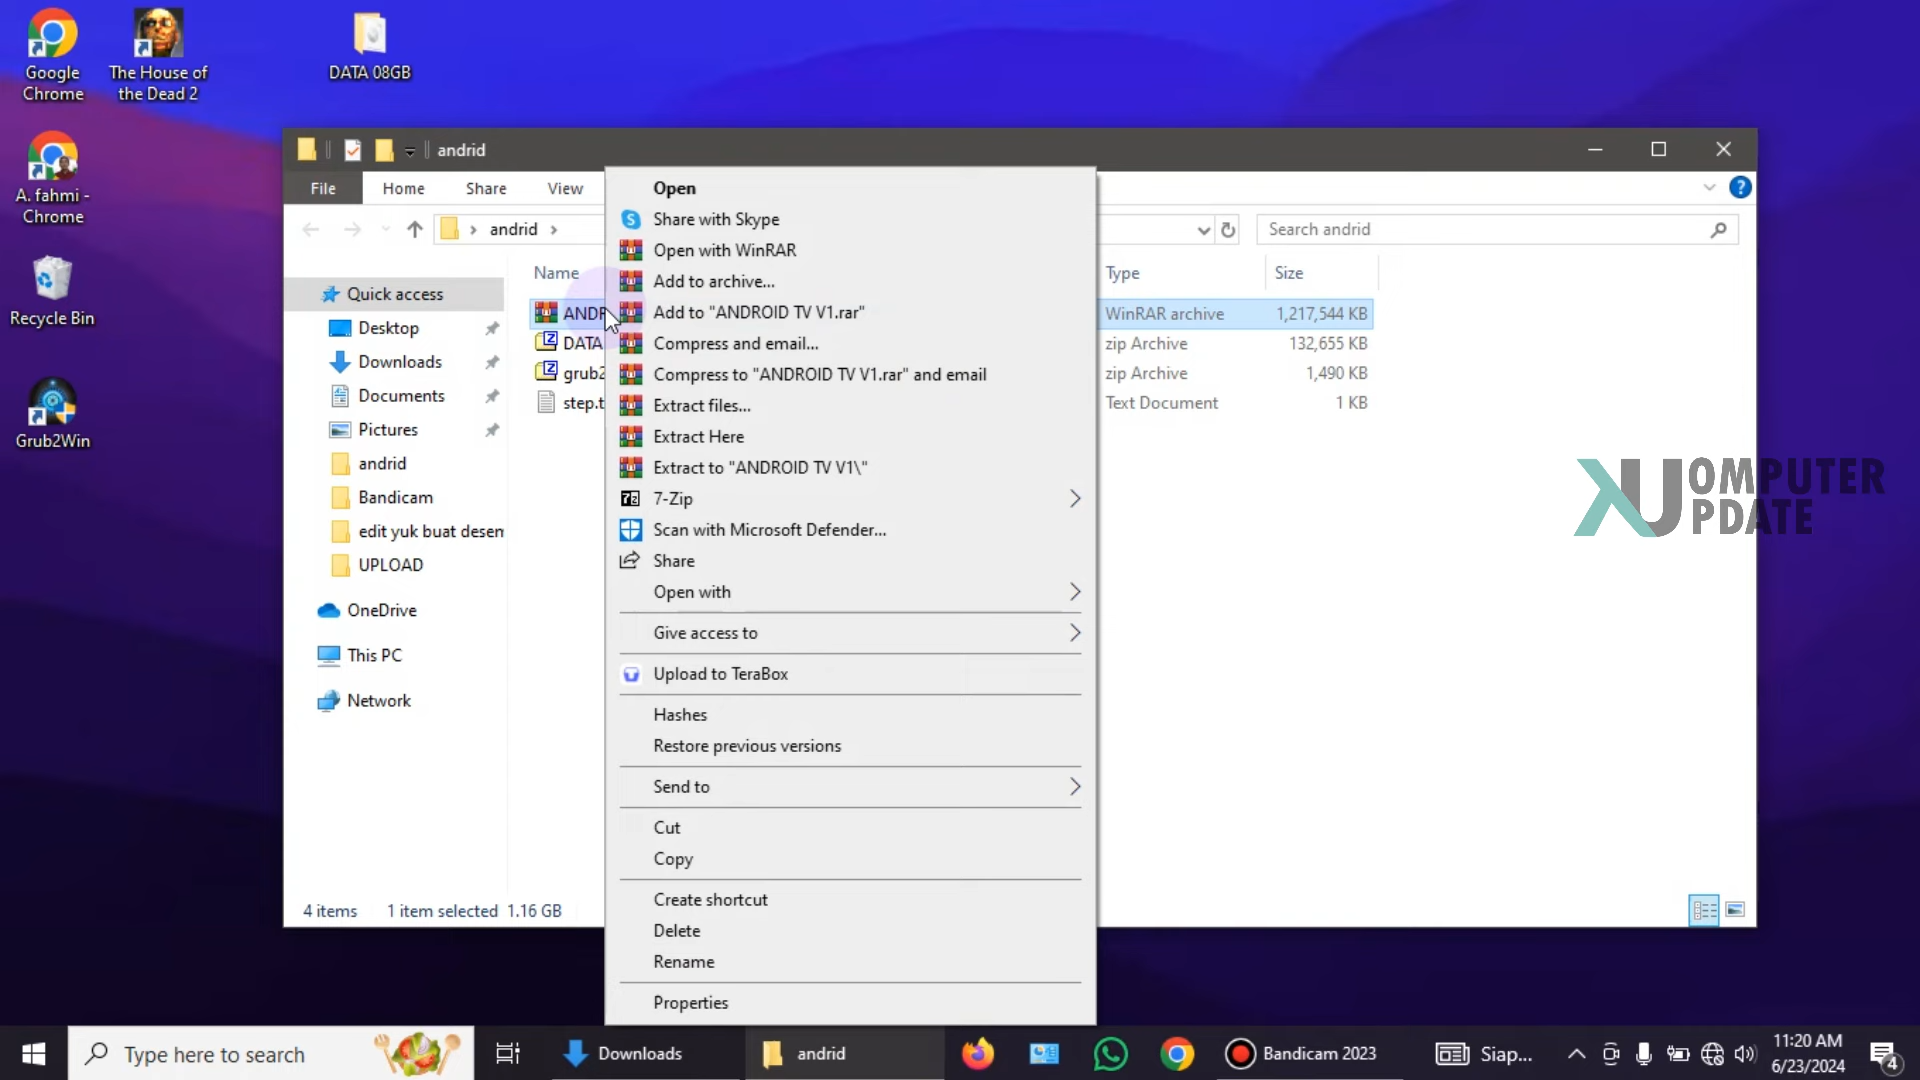 Google
Chrome
The House of
the Dead 2
DATA 08GB
A. fahmi -
Chrome
Recycle Bin
Grub2Win
andrid
File
Home
Share
View
andrid
Search andrid
Name
Type
Size
Quick access
Desktop
Downloads
Documents
Pictures
andrid
Bandicam
edit yuk buat desen
UPLOAD
OneDrive
This PC
Network
ANDR
WinRAR archive
1,217,544 KB
DATA
zip Archive
132,655 KB
grub2
zip Archive
1,490 KB
step.t
Text Document
1 KB
Open
Share with Skype
Open with WinRAR
Add to archive...
Add to "ANDROID TV V1.rar"
Compress and email...
Compress to "ANDROID TV V1.rar" and email
Extract files...
Extract Here
Extract to "ANDROID TV V1\"
7-Zip
Scan with Microsoft Defender...
Share
Open with
Give access to
Upload to TeraBox
Hashes
Restore previous versions
Send to
Cut
Copy
Create shortcut
Delete
Rename
Properties
4 items
1 item selected 1.16 GB
OMPUTER
UPDATE
Type here to search
Downloads
andrid
Bandicam 2023
Siap...
11:20 AM
6/23/2024
4